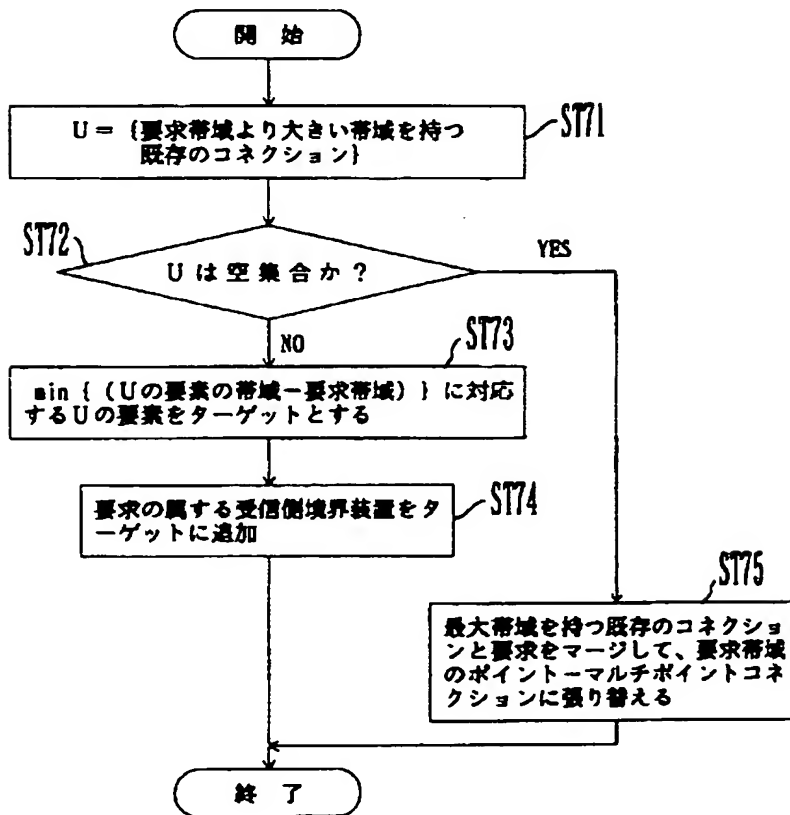 開 始
U = {要求帯域より大きい帯域を持つ
既存のコネクション}
ST71
ST72
U は 空 集 合 か ?
YES
NO
ST73
min { (Uの要素の帯域-要求帯域) } に対応
するUの要素をターゲットとする
要求の属する受信側境界装置をタ
ーゲットに追加
ST74
ST75
最大帯域を持つ既存のコネクショ
ンと要求をマージして、要求帯域
のポイント-マルチポイントコネ
クションに張り替える
終 了